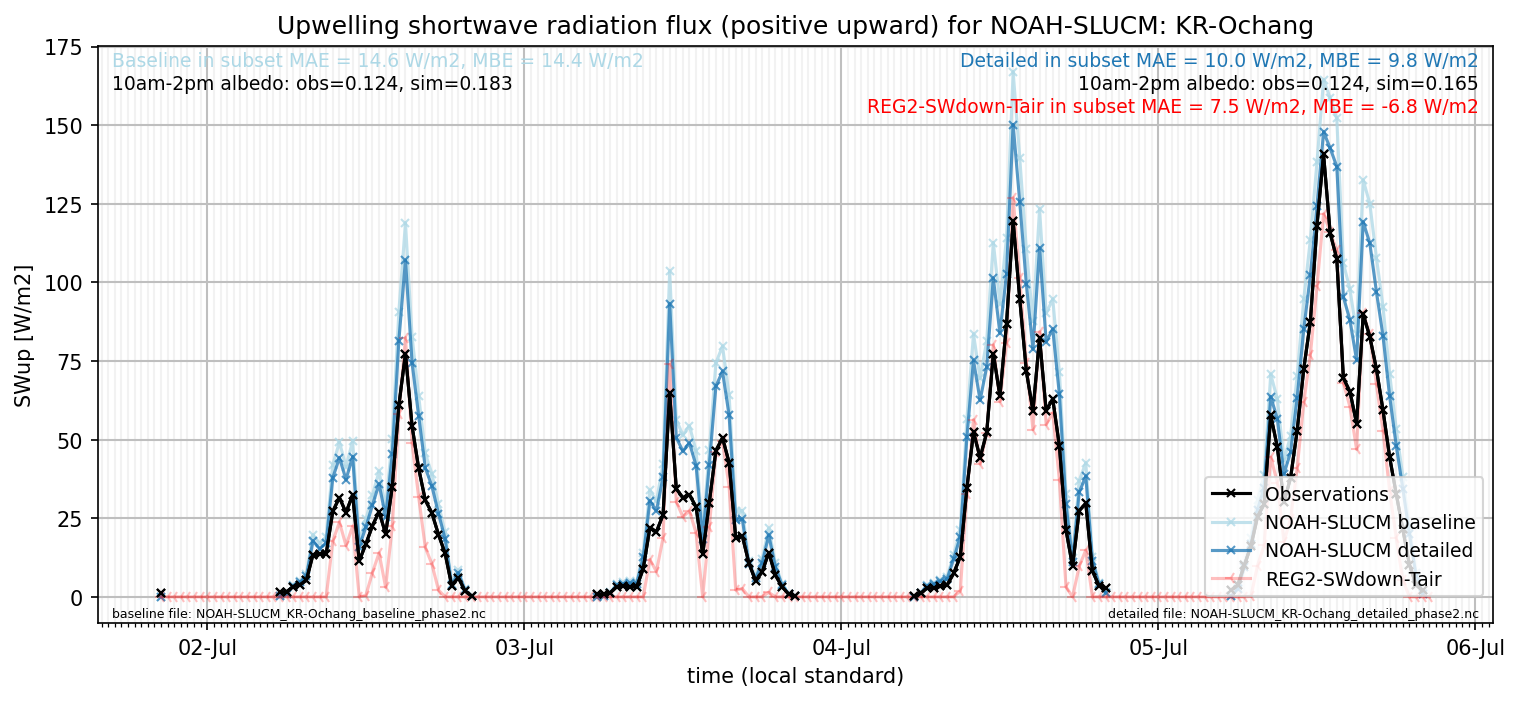 Upwelling shortwave radiation flux (positive upward) for NOAH-SLUCM: KR-Ochang
Baseline in subset MAE = 14.6 W/m2, MBE = 14.4 W/m2
10am-2pm albedo: obs=0.124, sim=0.183
Detailed in subset MAE = 10.0 W/m2, MBE = 9.8 W/m2
10am-2pm albedo: obs=0.124, sim=0.165
REG2-SWdown-Tair in subset MAE = 7.5 W/m2, MBE = -6.8 W/m2
SWup [W/m2]
175
150
125
100
75
50
25
0
Observations
NOAH-SLUCM baseline
NOAH-SLUCM detailed
REG2-SWdown-Tair
baseline file: NOAH-SLUCM_KR-Ochang_baseline_phase2.nc
detailed file: NOAH-SLUCM_KR-Ochang_detailed_phase2.nc
02-Jul
03-Jul
04-Jul
05-Jul
06-Jul
time (local standard)